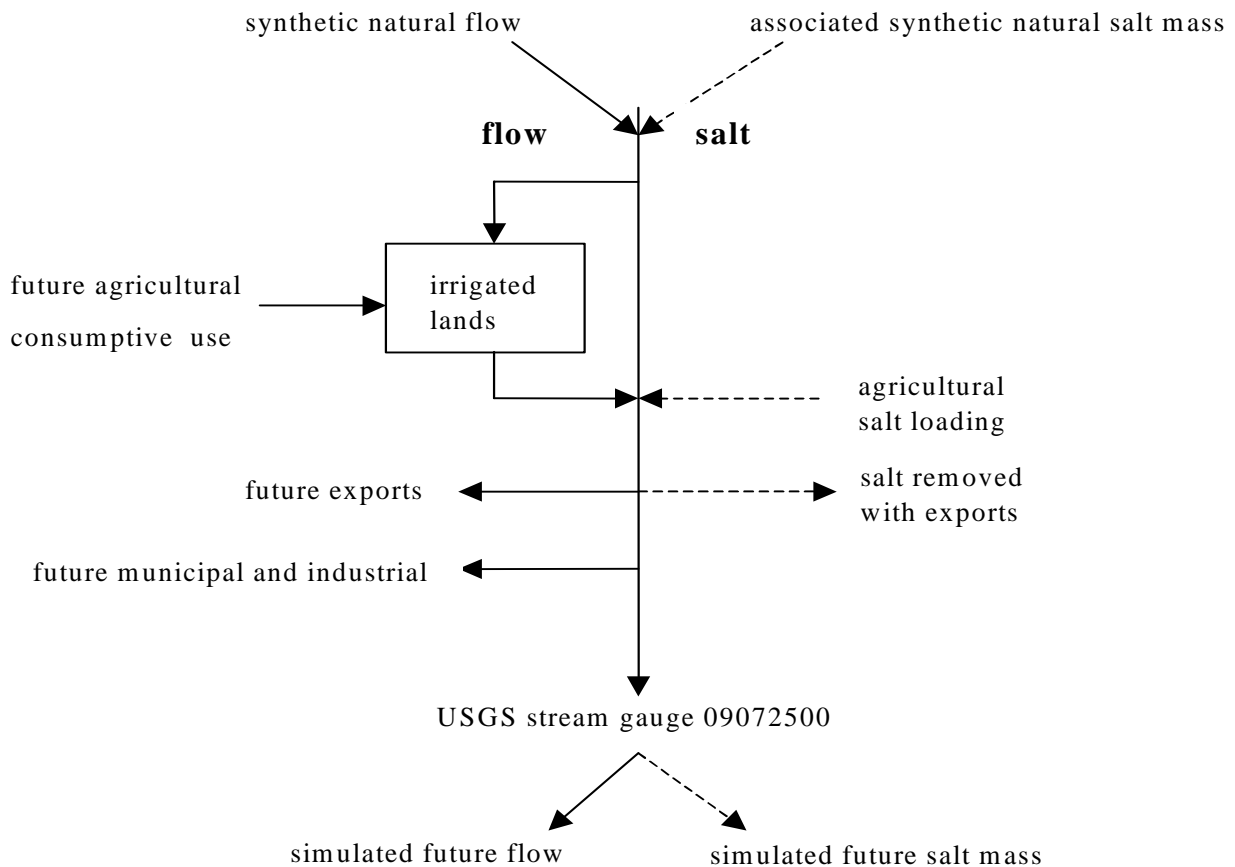 synthetic natural flow
associated synthetic natural salt mass
flow
salt
future agricultural
consumptive use
irrigated
lands
agricultural
salt loading
future exports
salt removed
with exports
future municipal and industrial
USGS stream gauge 09072500
simulated future flow
simulated future salt mass